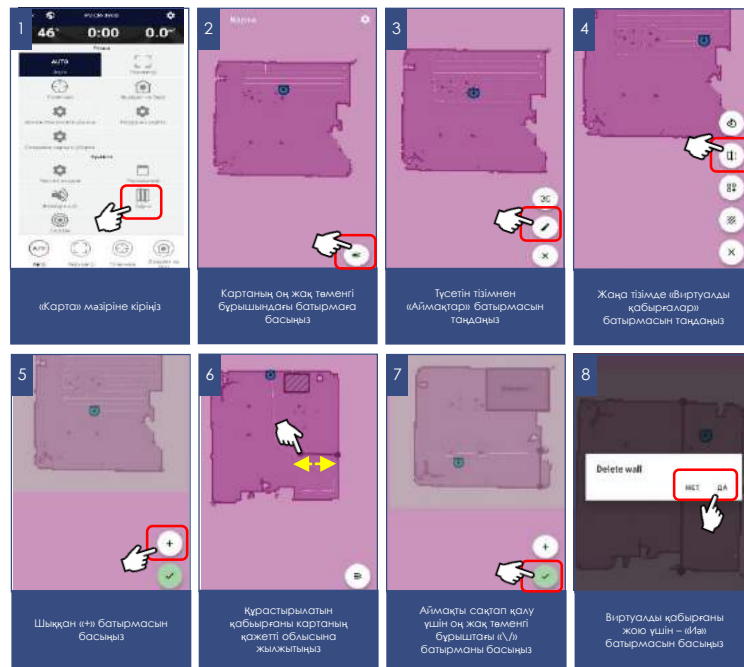 1
46°
0:00
0.0
AUTO
AUTO
«Карта» мәзіріне кіріңіз
2
Карта
Картаның оң жақ төменгі
бұрышындағы батырмаға
басыңыз
3
Түсетін тізімнен
«Аймақтар» батырмасын
таңдаңыз
4
Жаңа тізімде «Виртуалды
қабырғалар»
батырмасын таңдаңыз
5
+
Шыққан «+» батырмасын
басыңыз
6
Құрастырылатын
қабырғаны картаның
қажетті облысына
жылжытыңыз
7
+
Аймақты сақтап қалу
үшін оң жақ төменгі
бұрыштағы «\/»
батырманы басыңыз
8
Delete wall
НЕТ ДА
Виртуалды қабырғаны
жою үшін – «Иә»
батырмасын басыңыз